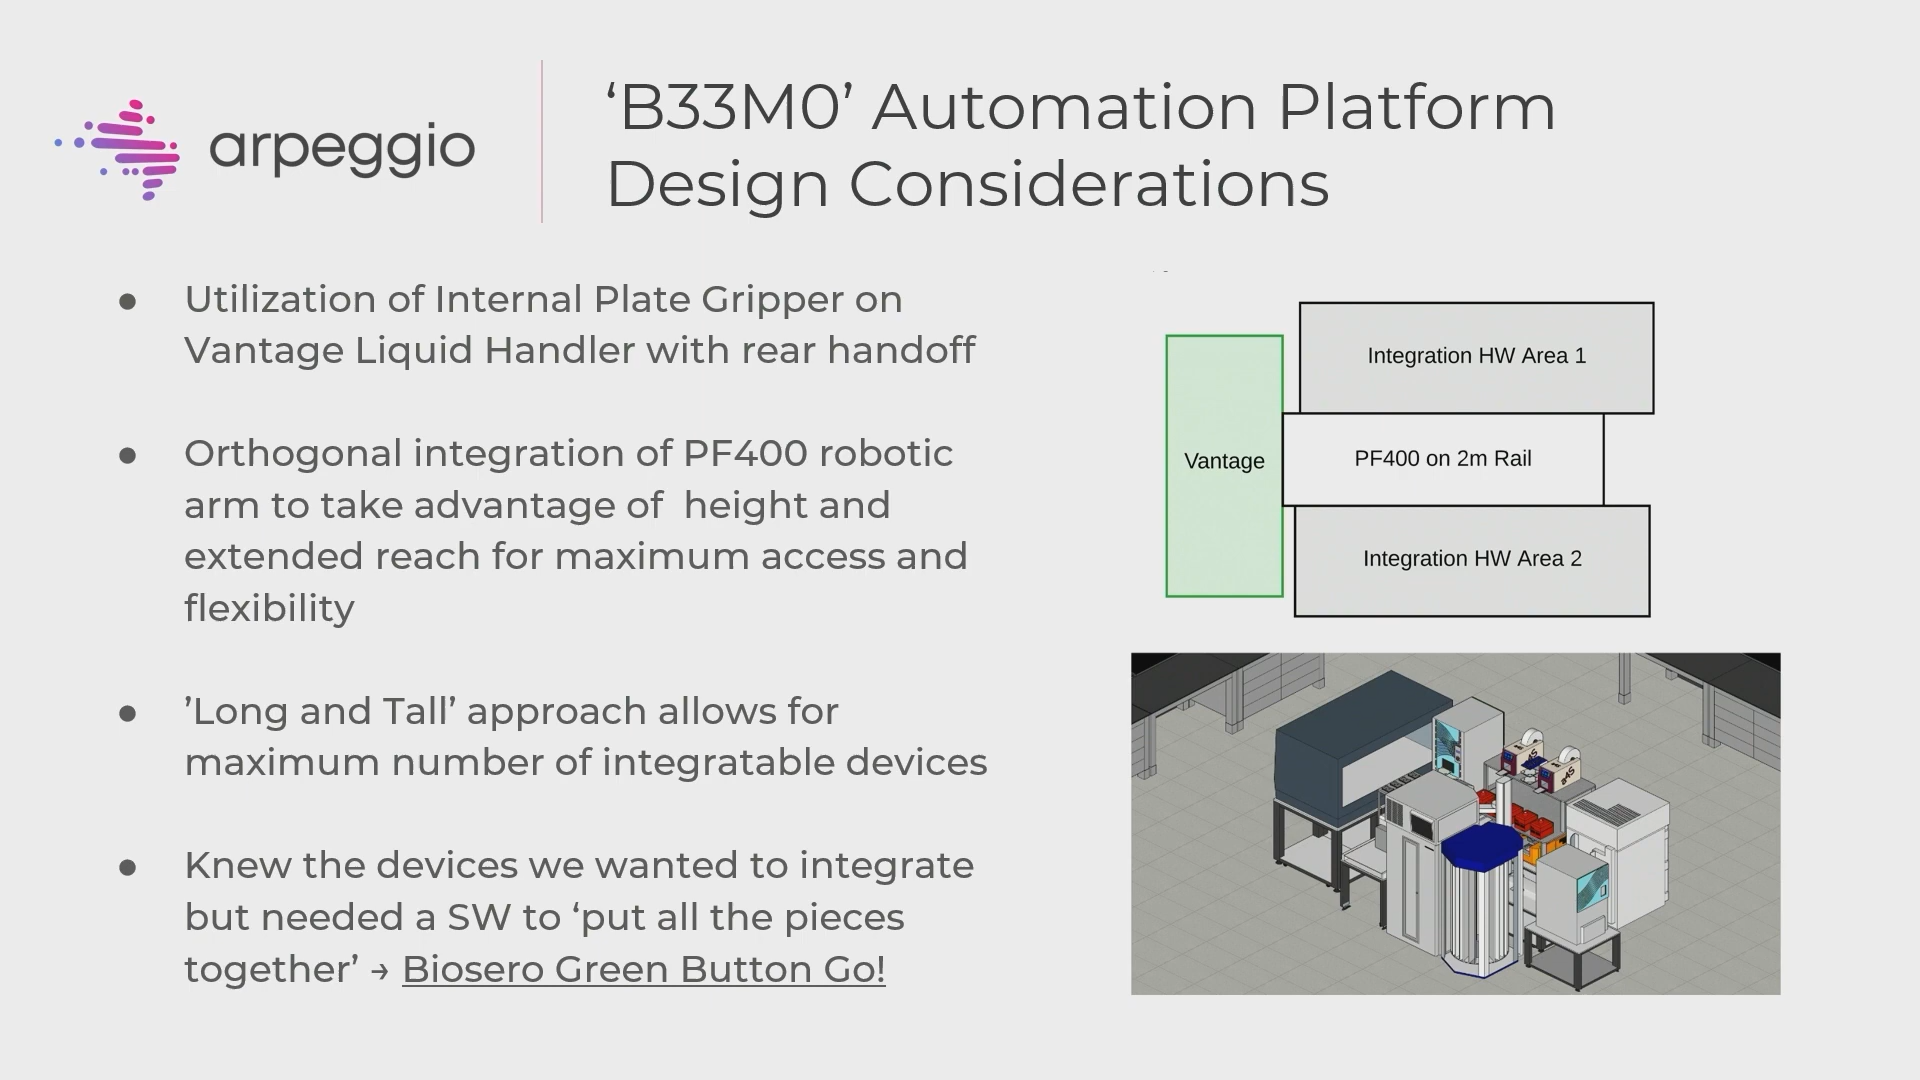 arpeggio
‘B33M0’ Automation Platform
Design Considerations
● Utilization of Internal Plate Gripper on
Vantage Liquid Handler with rear handoff
● Orthogonal integration of PF400 robotic
arm to take advantage of  height and
extended reach for maximum access and
flexibility
● ’Long and Tall’ approach allows for
maximum number of integratable devices
● Knew the devices we wanted to integrate
but needed a SW to ‘put all the pieces
together’ → Biosero Green Button Go!
Integration HW Area 1
Vantage
PF400 on 2m Rail
Integration HW Area 2